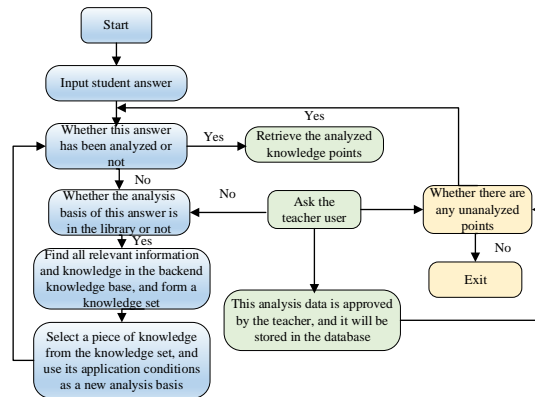 Start
Input student answer
Yes
Whether this answer
has been analyzed or
not
Yes
Retrieve the analyzed
knowledge points
No
Whether the analysis
basis of this answer is
in the library or not
No
Ask the
teacher user
Whether there are
any unanalyzed
points
Yes
No
Find all relevant information
and knowledge in the backend
knowledge base, and form a
knowledge set
Exit
This analysis data is approved
by the teacher, and it will be
stored in the database
Select a piece of knowledge
from the knowledge set, and
use its application conditions
as a new analysis basis